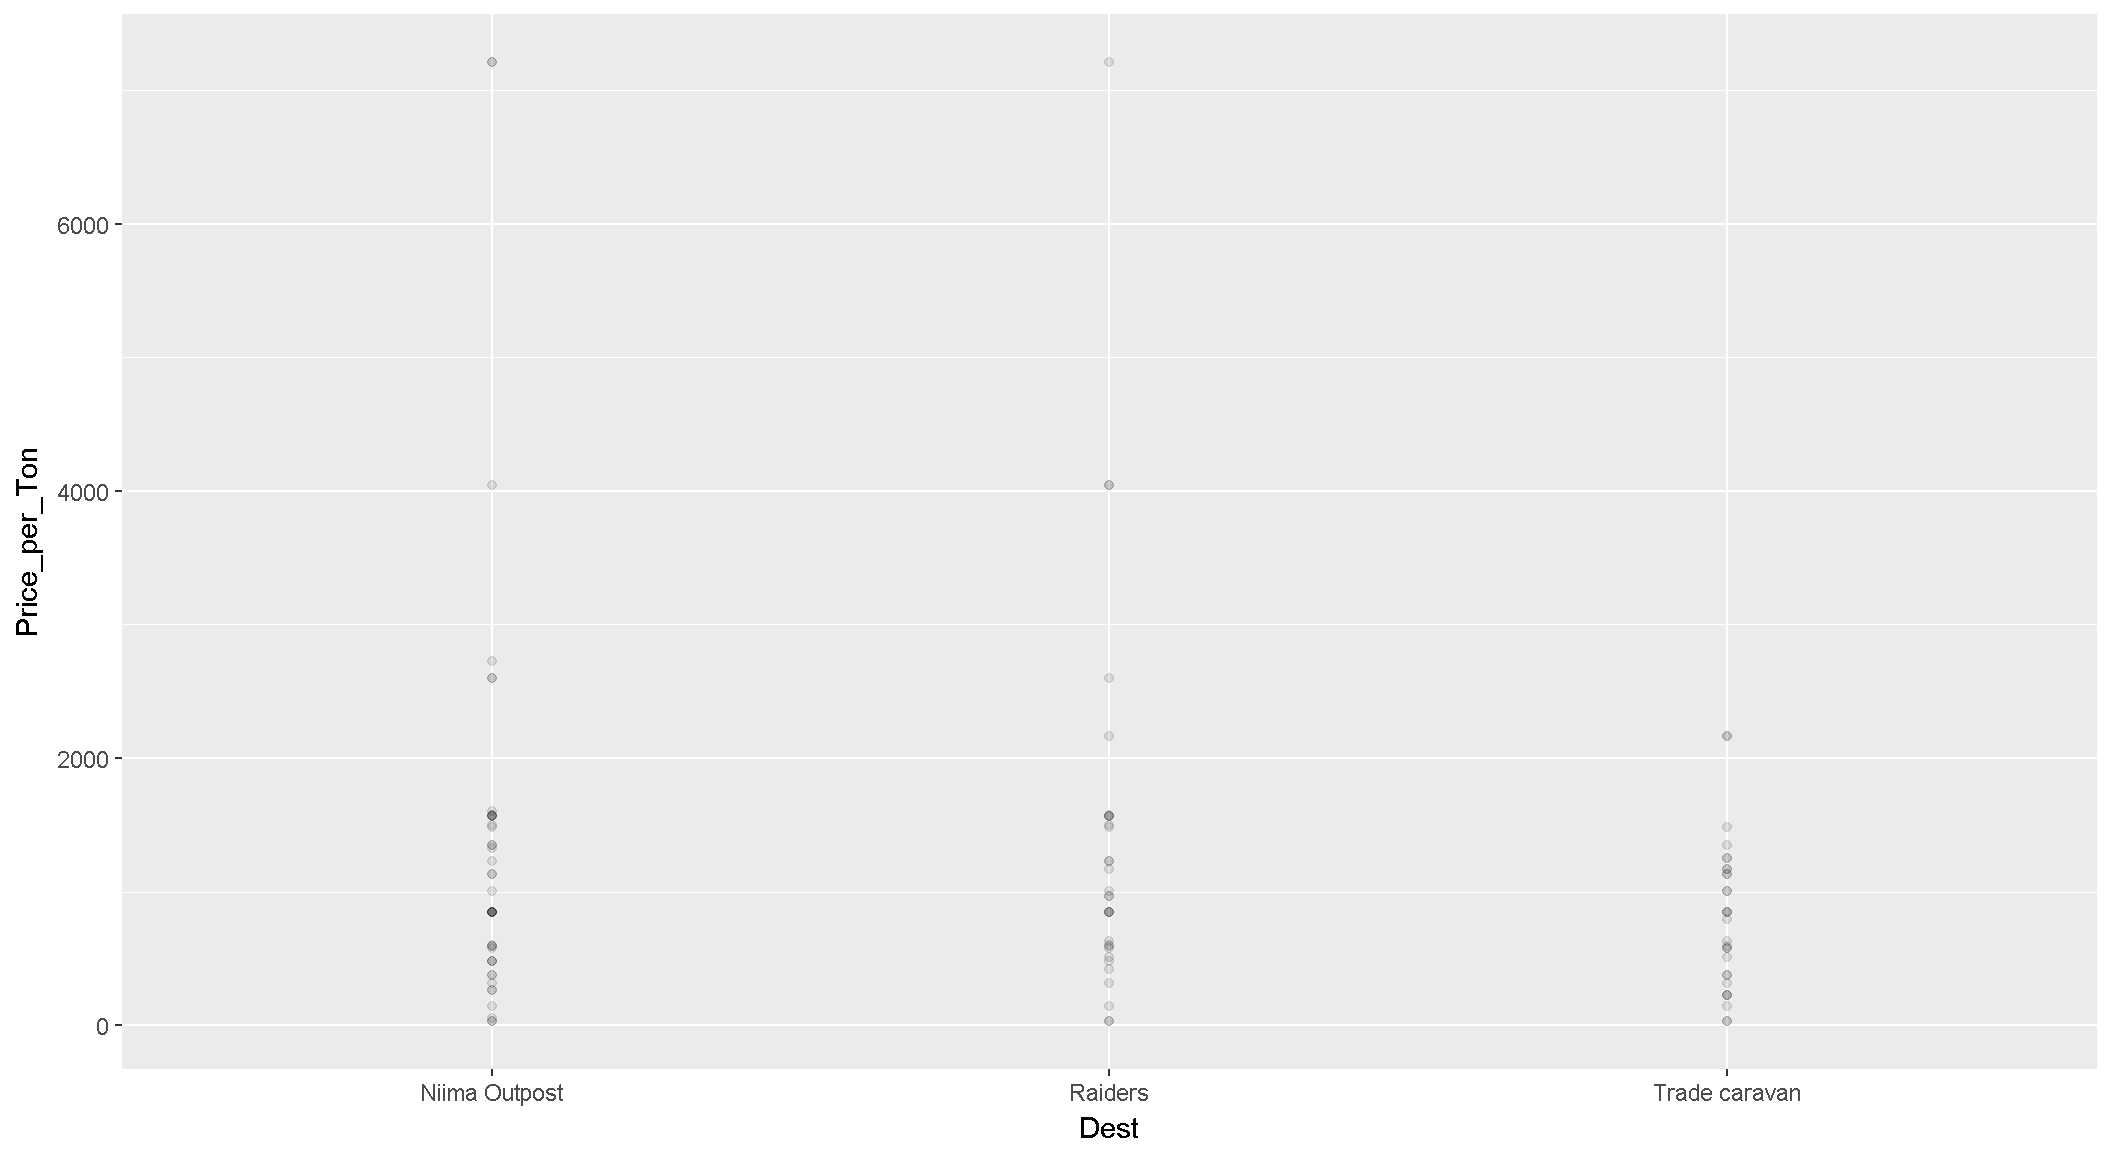 Price_per_Ton
6000
4000
2000
0
Niima Outpost
Raiders
Trade caravan
Dest